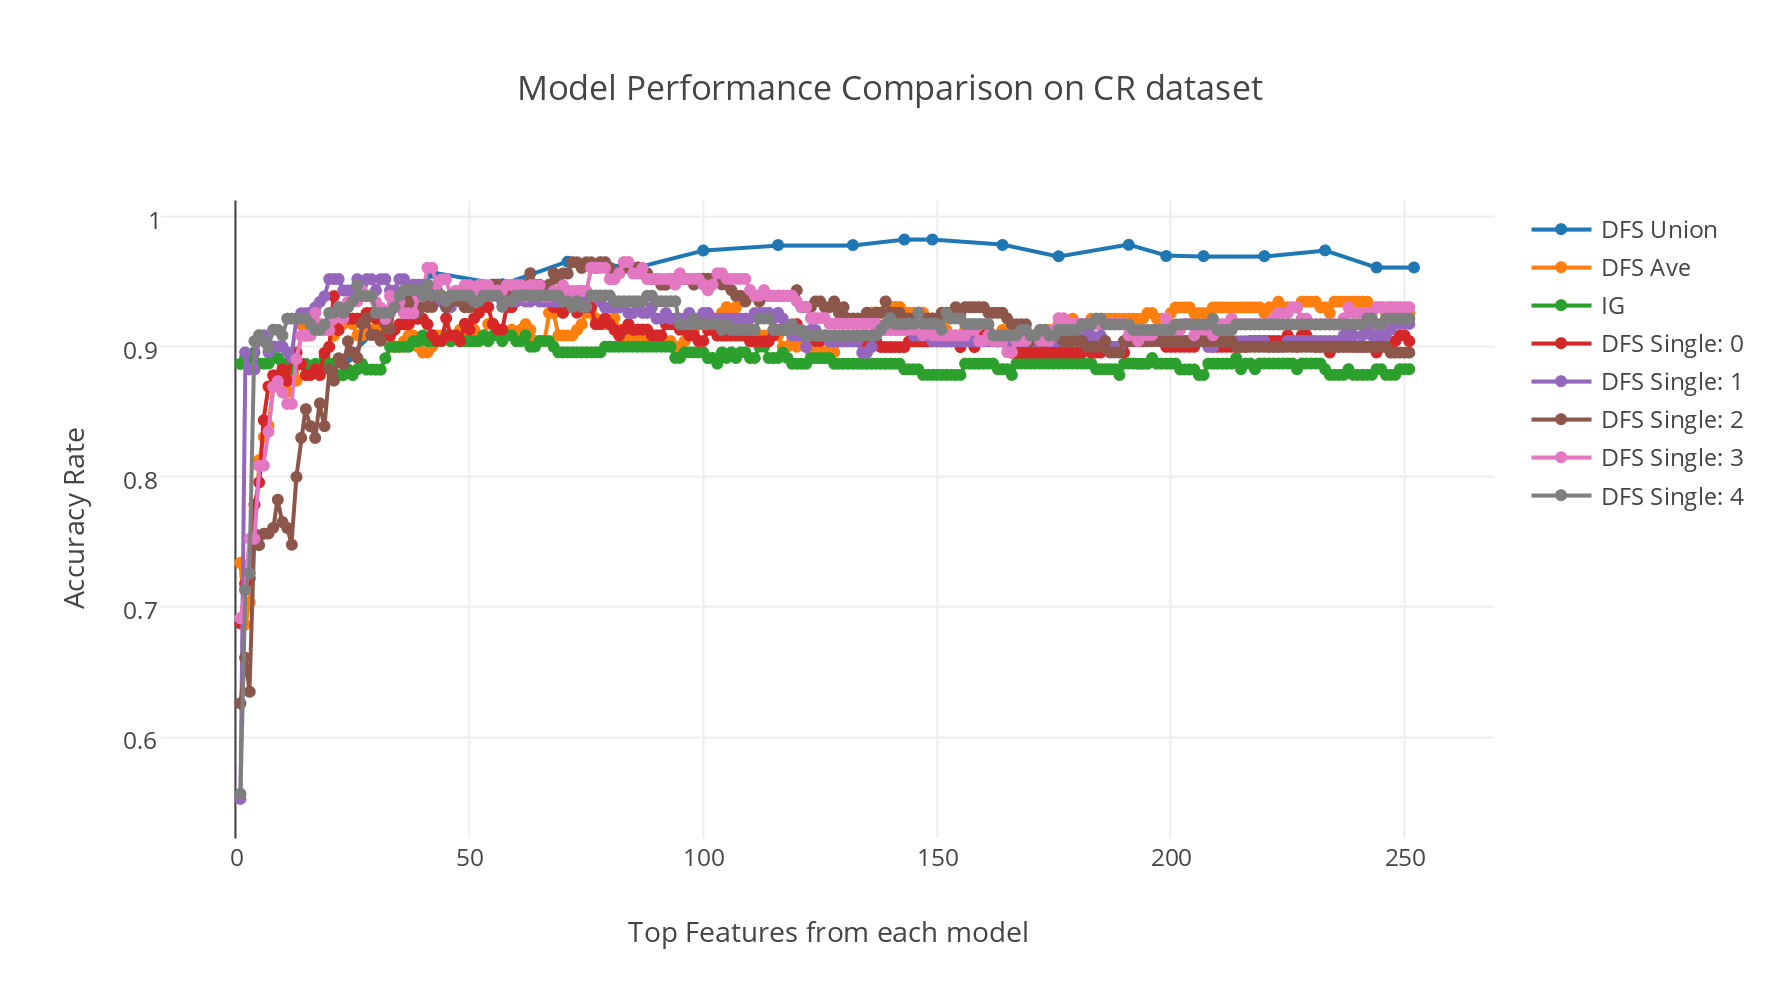 Model Performance Comparison on CR dataset
1
0.9
0.8
0.7
0.6
Accuracy Rate
0
50
100
150
200
250
Top Features from each model
DFS Union
DFS Ave
IG
DFS Single: 0
DFS Single: 1
DFS Single: 2
DFS Single: 3
DFS Single: 4